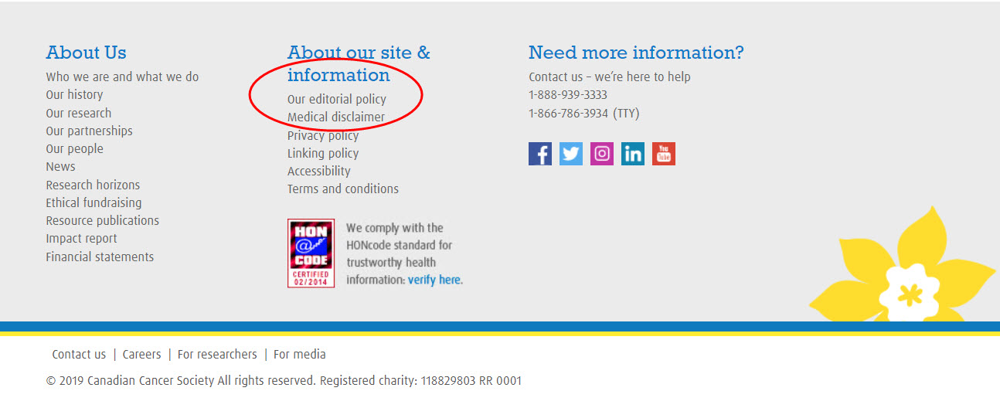 About Us
Who we are and what we do
Our history
Our research
Our partnerships
Our people
News
Research horizons
Ethical fundraising
Resource publications
Impact report
Financial statements
About our site &
information
Our editorial policy
Medical disclaimer
Privacy policy
Linking policy
Accessibility
Terms and conditions
HON
@
CODE
CERTIFIED
02/2014
We comply with the
HONcode standard for
trustworthy health
information: verify here.
Need more information?
Contact us – we're here to help
1-888-939-3333
1-866-786-3934 (TTY)
f
in
You
Tube
Contact us | Careers | For researchers | For media
© 2019 Canadian Cancer Society All rights reserved. Registered charity: 118829803 RR 0001